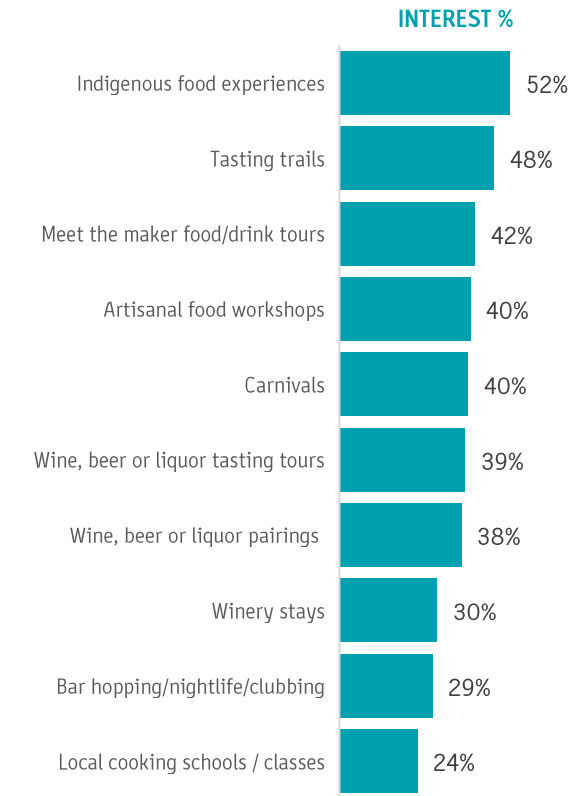 INTEREST %
Indigenous food experiences 52%
Tasting trails 48%
Meet the maker food/drink tours 42%
Artisanal food workshops 40%
Carnivals 40%
Wine, beer or liquor tasting tours 39%
Wine, beer or liquor pairings 38%
Winery stays 30%
Bar hopping/nightlife/clubbing 29%
Local cooking schools / classes 24%